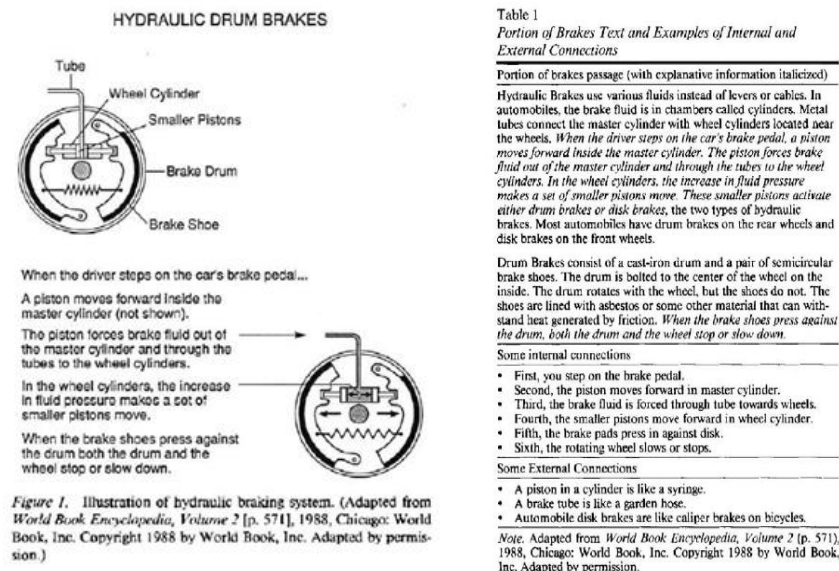 HYDRAULIC DRUM BRAKES
Tube
Wheel Cylinder
Smaller Pistons
Brake Drum
Brake Shoe
When the driver steps on the car's brake pedal...
A piston moves forward inside the
master cylinder (not shown).
The piston forces brake fluid out of
the master cylinder and through the
tubes to the wheel cylinders.
In the wheel cylinders, the increase
in fluid pressure makes a set of
smaller pistons move.
When the brake shoes press against
the drum both the drum and the
wheel stop or slow down.
Figure 1. Illustration of hydraulic braking system. (Adapted from
World Book Encyclopedia, Volume 2 [p. 571], 1988, Chicago: World
Book, Inc. Copyright 1988 by World Book, Inc. Adapted by permis-
sion.)
Table 1
Portion of Brakes Text and Examples of Internal and
External Connections
Portion of brakes passage (with explanative information italicized)
Hydraulic Brakes use various fluids instead of levers or cables. In
automobiles, the brake fluid is in chambers called cylinders. Metal
tubes connect the master cylinder with wheel cylinders located near
the wheels. When the driver steps on the car's brake pedal, a piston
moves forward inside the master cylinder. The piston forces brake
fluid out of the master cylinder and through the tubes to the wheel
cylinders. In the wheel cylinders, the increase in fluid pressure
makes a set of smaller pistons move. These smaller pistons activate
either drum brakes or disk brakes, the two types of hydraulic
brakes. Most automobiles have drum brakes on the rear wheels and
disk brakes on the front wheels.
Drum Brakes consist of a cast-iron drum and a pair of semicircular
brake shoes. The drum is bolted to the center of the wheel on the
inside. The drum rotates with the wheel, but the shoes do not. The
shoes are lined with asbestos or some other material that can with-
stand heat generated by friction. When the brake shoes press against
the drum, both the drum and the wheel stop or slow down.
Some internal connections
• First, you step on the brake pedal.
• Second, the piston moves forward in master cylinder.
• Third, the brake fluid is forced through tube towards wheels.
• Fourth, the smaller pistons move forward in wheel cylinder.
• Fifth, the brake pads press in against disk.
• Sixth, the rotating wheel slows or stops.
Some External Connections
• A piston in a cylinder is like a syringe.
• A brake tube is like a garden hose.
• Automobile disk brakes are like caliper brakes on bicycles.
Note. Adapted from World Book Encyclopedia, Volume 2 (p. 571),
1988, Chicago: World Book, Inc. Copyright 1988 by World Book,
Inc. Adapted by permission.